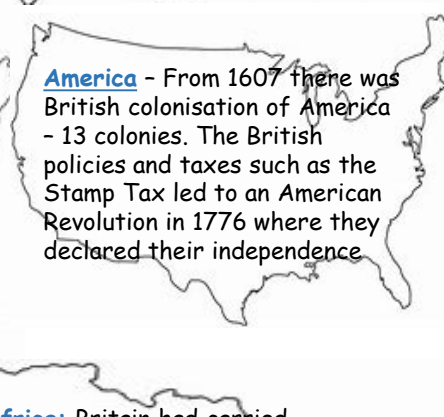 America – From 1607 there was
British colonisation of America
– 13 colonies. The British
policies and taxes such as the
Stamp Tax led to an American
Revolution in 1776 where they
declared their independence
Britain had carried